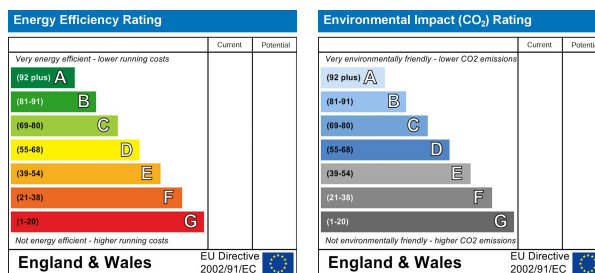 Energy Efficiency Rating
Current Potential
Very energy efficient - lower running costs
(92 plus) A
(81-91) B
(69-80) C
(55-68) D
(39-54) E
(21-38) F
(1-20) G
Not energy efficient - higher running costs
England & Wales
EU Directive
2002/91/EC
Environmental Impact (CO2) Rating
Current Potential
Very environmentally friendly - lower CO2 emissions
(92 plus) A
(81-91) B
(69-80) C
(55-68) D
(39-54) E
(21-38) F
(1-20) G
Not environmentally friendly - higher CO2 emissions
England & Wales
EU Directive
2002/91/EC